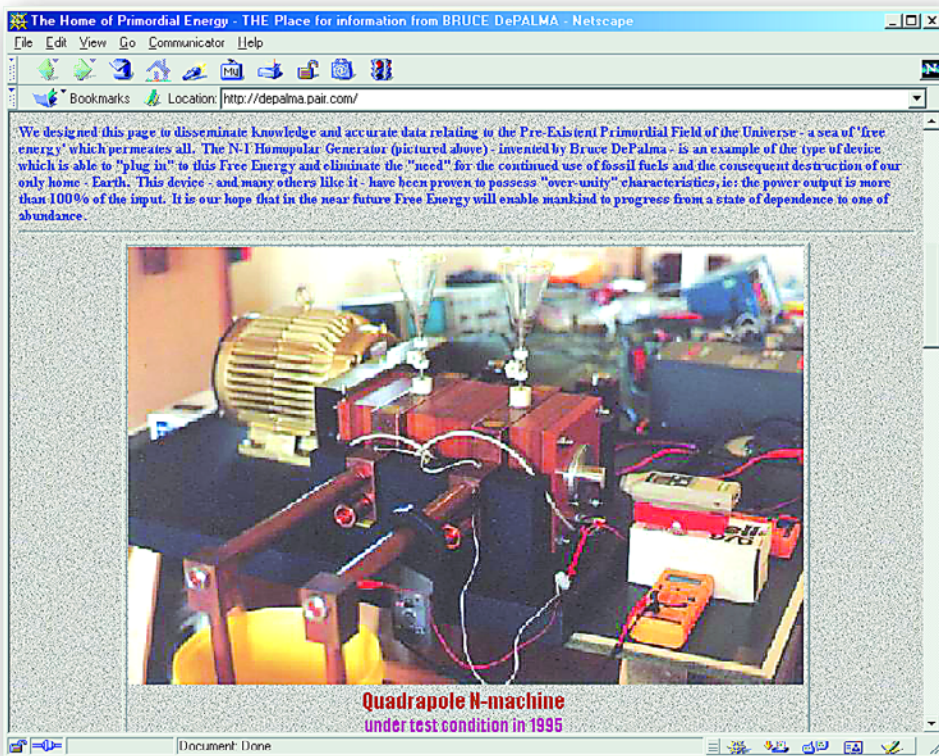 The Home of Primordial Energy - THE Place for information from BRUCE DePALMA - Netscape
File Edit View Go Communicator Help
My
N
Bookmarks Location: http://depalma.pair.com/
We designed this page to disseminate knowledge and accurate data relating to the Pre-Existent Primordial Field of the Universe - a sea of 'free
energy' which permeates all. The N-1 Homopolar Generator (pictured above) - invented by Bruce DePalma - is an example of the type of device
which is able to "plug in" to this Free Energy and eliminate the "need" for the continued use of fossil fuels and the consequent destruction of our
only home - Earth. This device - and many others like it - have been proven to possess "over-unity" characteristics, ie: the power output is more
than 100% of the input. It is our hope that in the near future Free Energy will enable mankind to progress from a state of dependence to one of
abundance.
Quadrapole N-machine
under test condition in 1995
Document: Done